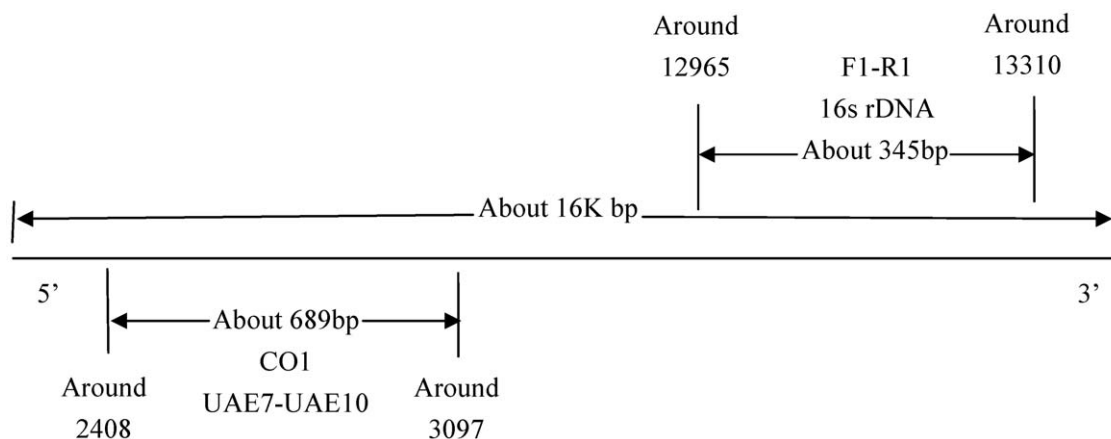 Around
12965
F1-R1
16s rDNA
About 345bp
Around
13310
About 16K bp
5’
3’
About 689bp
CO1
UAE7-UAE10
Around
2408
Around
3097